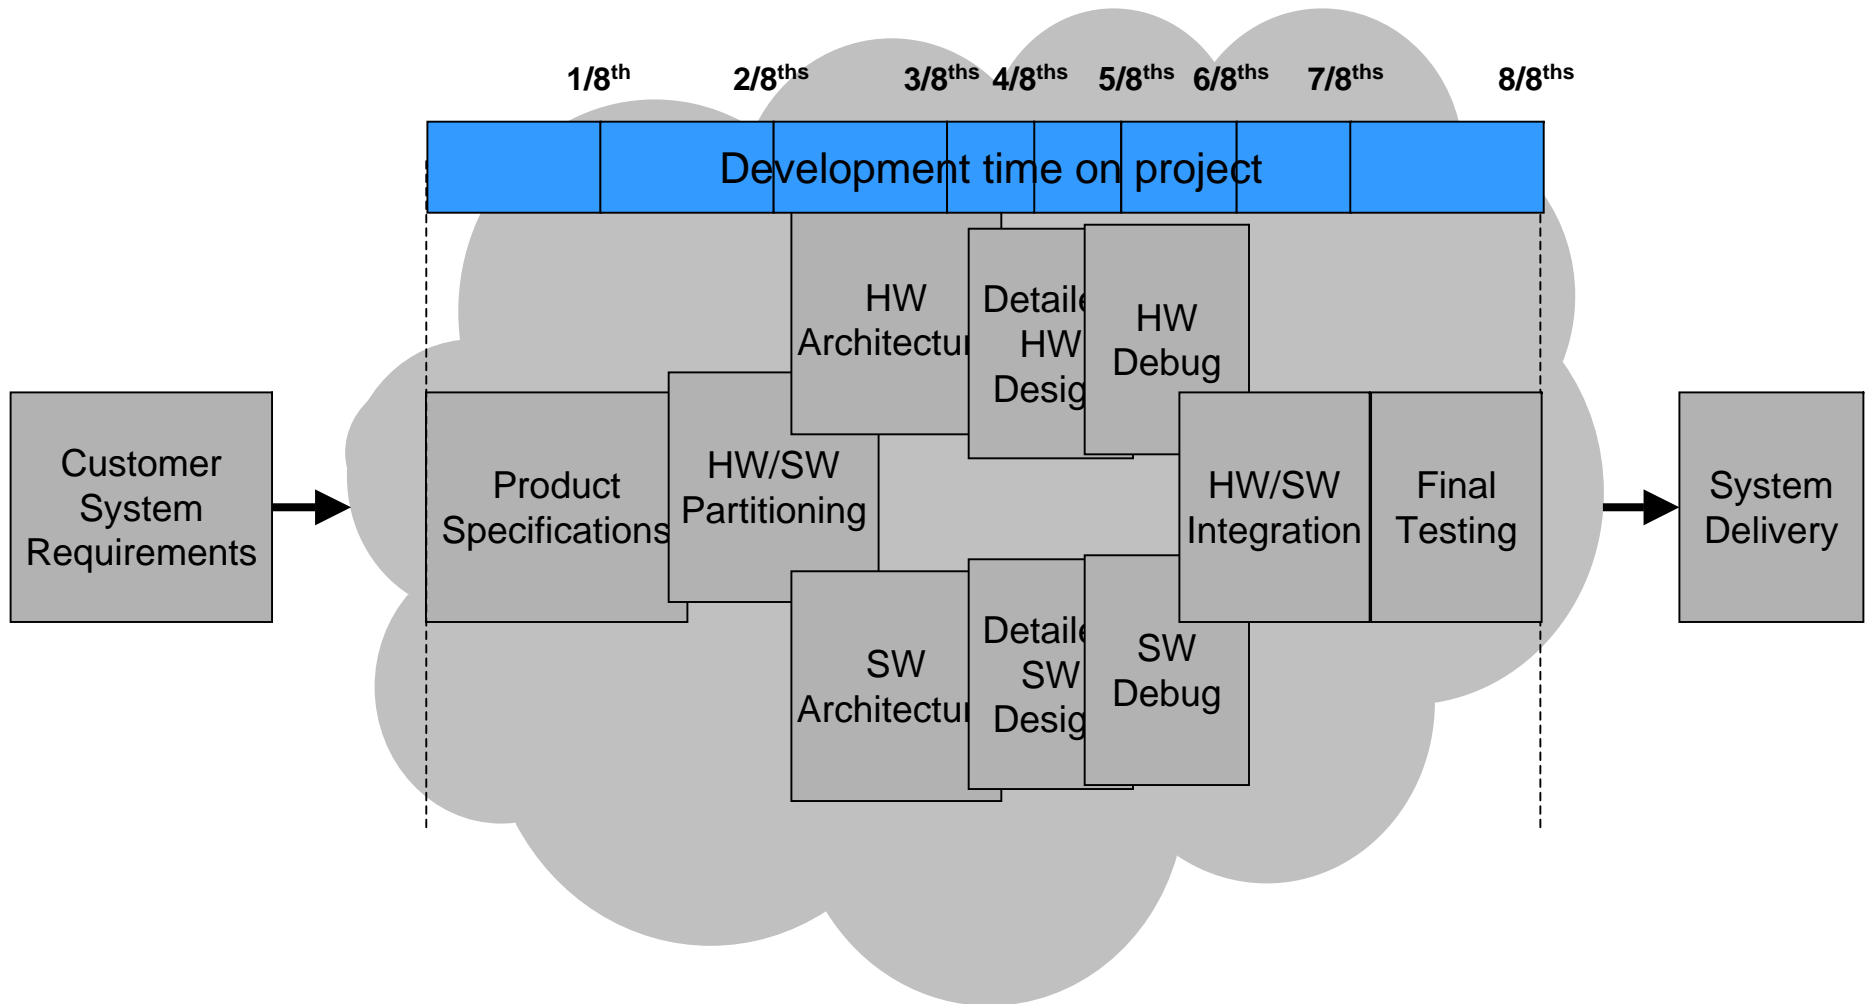 1/8th 2/8ths 3/8ths 4/8ths 5/8ths 6/8ths 7/8ths 8/8ths
Development time on project
Customer
System
Requirements
Product
Specifications
HW/SW
Partitioning
HW
Architectur
SW
Architectur
Detaile
HW
Desig
Detaile
SW
Desig
HW
Debug
SW
Debug
HW/SW
Integration
Final
Testing
System
Delivery